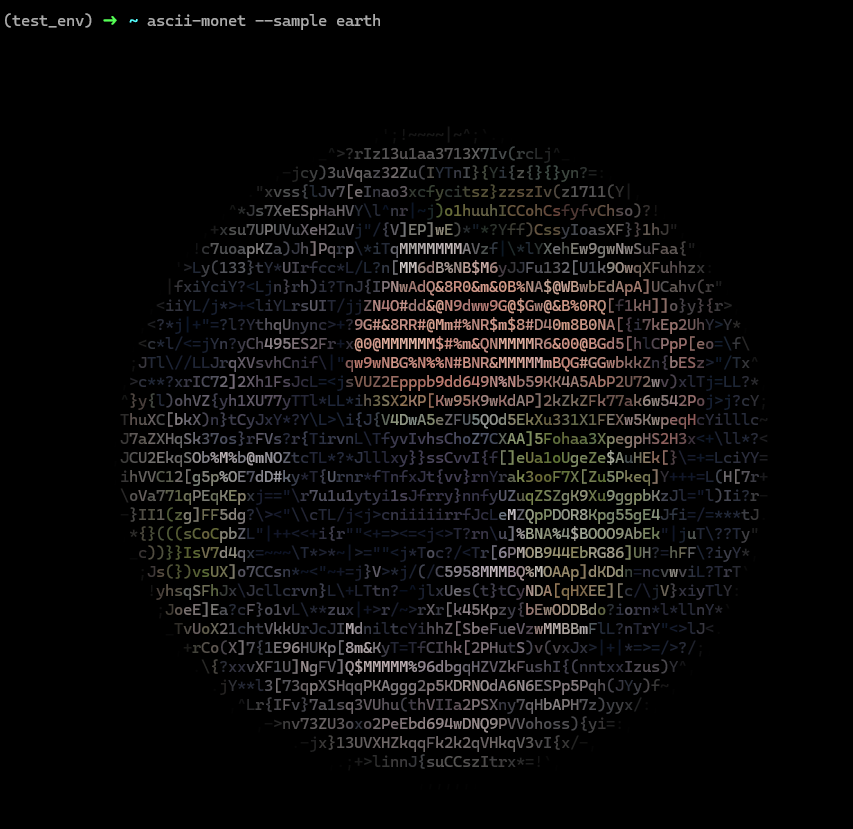 (test_env) → ~ ascii-monet --sample earth
^>?rIz13u1aa3713X7Iv(rcLj^
~jcy)3uVqaz32Zu(IYTnI}{Yi{z{}{}yn?=:
"xvss{lJv7[eInao3xcfycitsz}zzszIv(z1711(Y|
^*Js7XeESpHaHVY\l^nr|~j)o1huuhICCohCsfyfvChso)?!
+xsu7UPUVuXeH2uVj"/{V]EP]wE)*"*?Yff)CssyIoasXF}}1hJ"
!c7uoapKZa)Jh]Pqrp\*iTqMMMMMMMAVzf|\*lYXehEw9gwNwSuFaa{"
>Ly(133}tY*UIrfcc*L/L?n[MM6dB%NB$M6yJJFu132[U1k9OwqXFuhhzx:
|fxiYciY?<Ljn}rh)i?TnJ{IPNwAdQ&8R0&m&0B%NA$@WBwbEdApA]UCahv(r"
<iiYL/j*>+<liYLrsUIT/jjZN4O#dd&@N9dww9G@$Gw@&B%0RQ[f1kH]]o}y}{r>
<?*j|+"=?l?Ythqcuync>+?9G#&8RR#@Mm#%NR$m$8#D40m8B0NA[{i7kEp2UhY>Y*
<c*l/<=jYn?yCh495ES2Fr+x@0@MMMMMM$#%m&QNMMMMR6&00@BGd5[hlCPpP[eo=\f\
;JTl\//LLJrqXVsvhCnif\|"qw9wNBG%N%%N#BNR&MMMMMmBQG#GGwbkkZn{bESz>"/Tx^
>c**?xrIC72]2Xh1FsJcL=<jsVUZ2Epppb9dd649N%Nb59KK4A5AbP2U72wv)xlTj=LL?*
^}y{l)ohVZ{yh1XU77yTTl*LL*ih3SX2KP[Kw95K9wKdAP]2kZkZFk77ak6w542Poj>j?cY;
ThuXC[bkX)n}tCyJxY*?Y\L>\i{J{V4DwA5eZFU5QOd5EkXu331X1FEXw5KwpeqHcYilllc~
J7aZXHqSk37os}rFVs?r{TirvnL\TfyvIvhsChoZ7CXAA]5Fohaa3XpegpHS2H3x<+\ll*?<
JCU2EkqSOb%M%b@mNOZtcTL*?*Jlllxy}}ssCvvI{f[]eUa1oUgeZe$AuHEk[}\=+=LciYY=
ihVVC12[g5p%OE7dD#ky*T{Urnr*fTnfxJt{vv}rnYrak3ooF7X[Zu5Pkeq]Y+++=L(H[7r+
\oVa771qPEqKEpxj=="\r7u1u1ytyi1sJfrry}nnfyUZuqZSZgK9Xu9ggpbKzJl="l)Ii?r~
~}II1(zg]FF5dg?\><"\\cTL/j<j>cniiiiirrfJcLeMZQpPDOR8Kpg55gE4Jfi=/=***tJ
*{}(((sCoCpbZL"|++<<+i{r""<+=><=<j<>T?rn\u]%BNA%4$BOOO9AbEk"|juT\??Ty"
_c))}}IsV7d4qx=~~~\T*>*~|>=""<j*Toc?/<Tr[6PMOB944EbRG86]UH?=hFF\?iyY*
;Js(})vsUX]o7CCsn*~<"~+=j}V>*j/(/C5958MMMBQ%MOAAp]dKDdn=ncvwviL?TrT`
!yhsqSFhJx\Jcllcrvn}L\+LTtn?-^jlxUes(t}tCyNDA[qHXEE][c/\jV}xiyTlY:
;JoeE]Ea?cF}o1vL\**zux|+>r/~>rXr[k45Kpzy{bEwODDBdo?iorn*l*llnY*
_TvUoX21chtVkkUrJcJIMdniltcYihhZ[SbeFueVzwMMBBmFlL?nTrY"<>lJ<
+rCo(X]7{1E96HUKp[8m&KyT=TfCIhk[2PHutS)v(vxJx>|+|*=>=/>?/;
\{?xxvXF1U]NgFV]Q$MMMMM%96dbgqHZVZkFushI{(nntxxIzus)Y^
jY**l3[73qpXSHqqPKAggg2p5KDRNOdA6N6ESPp5Pqh(JYy)f~
^Lr{IFv}7a1sq3VUhu(thVIIa2PSXny7qHbAPH7z)yyx/:
~>nv73ZU3oxo2PeEbd694wDNQ9PVVohoss){yi=:
~jx}13UVXHZkqqFk2k2qVHkqV3vI{x/~
;+>linnJ{suCCszItrx*=!`